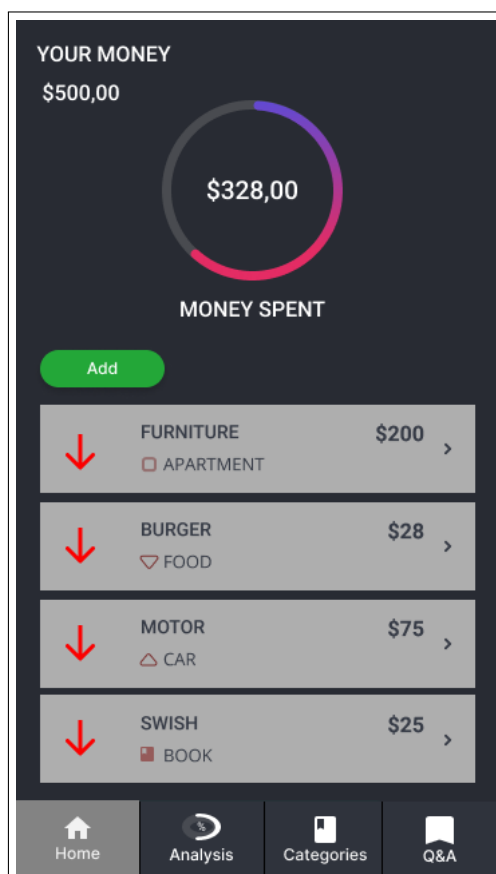 YOUR MONEY
$500,00
$328,00
MONEY SPENT
Add
FURNITURE $200
APARTMENT
BURGER $28
FOOD
MOTOR $75
CAR
SWISH $25
BOOK
%
Home Analysis Categories Q&A